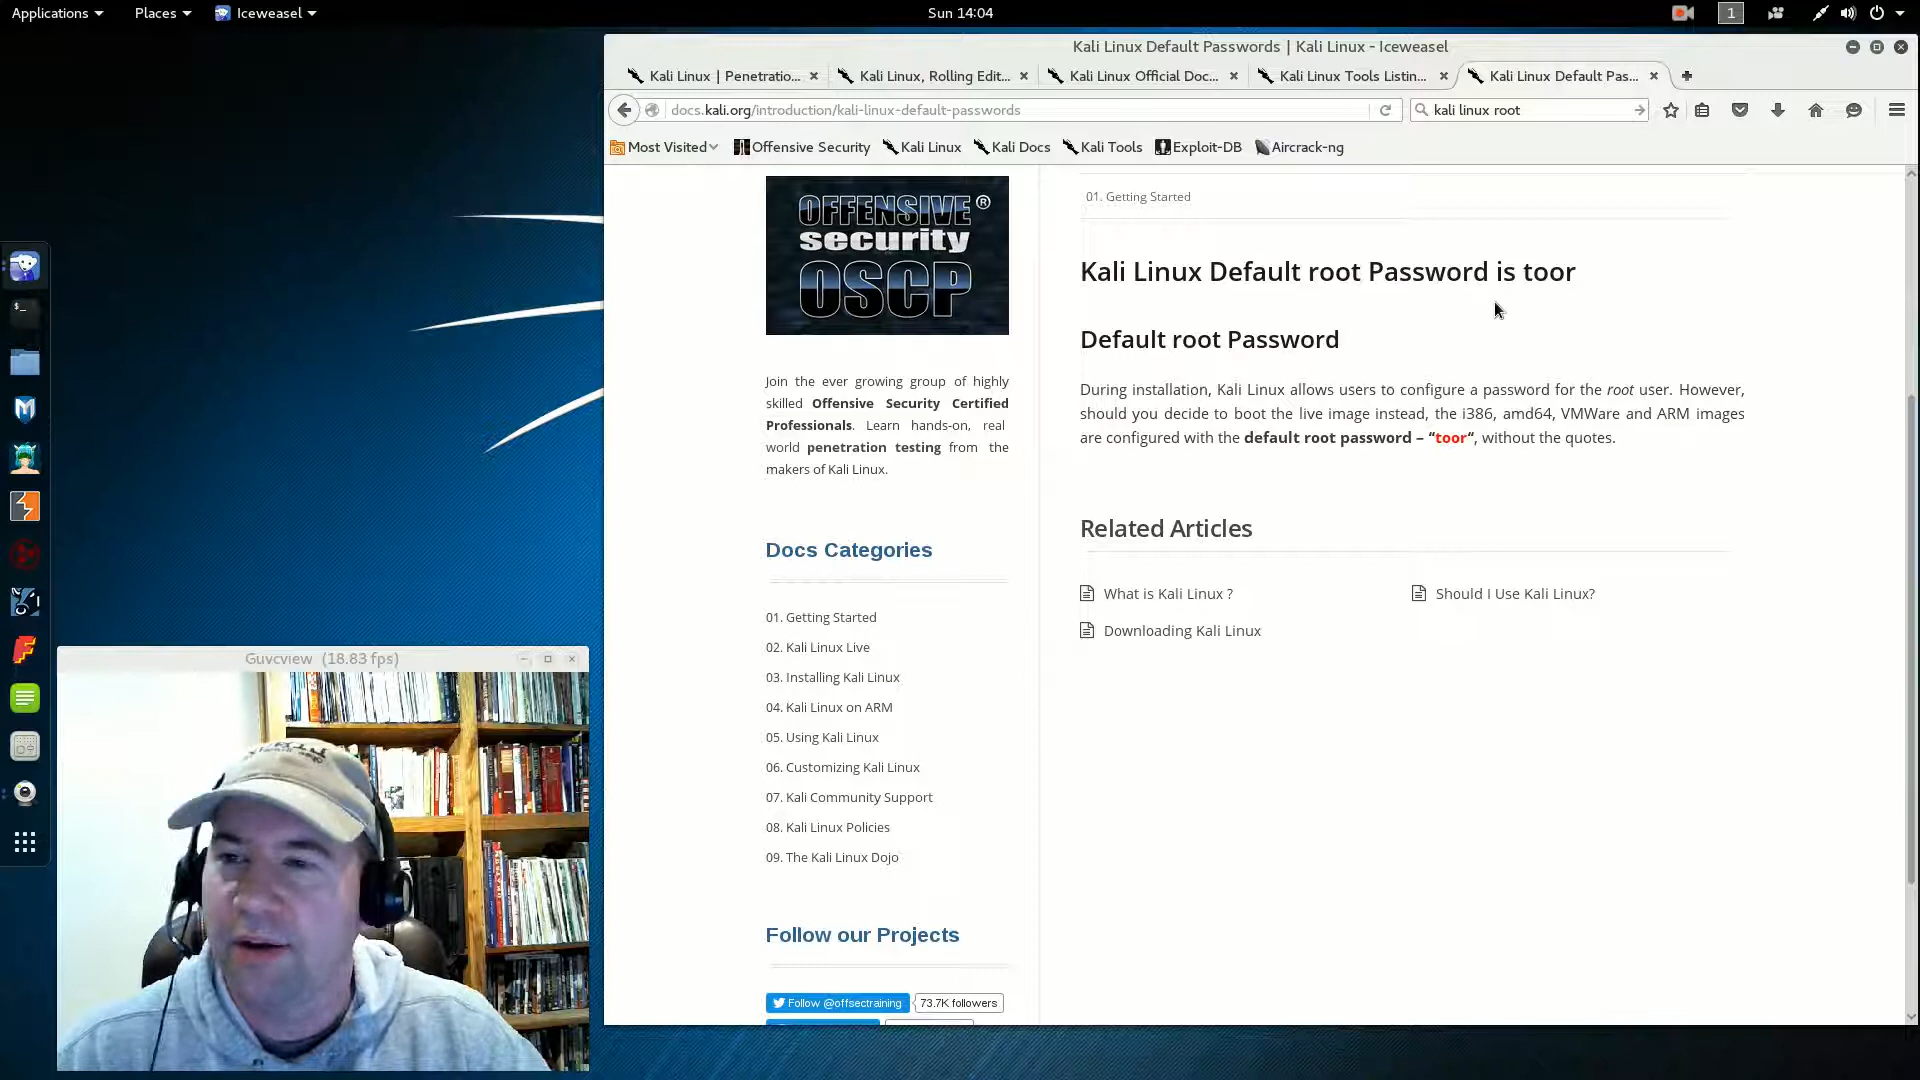 Applications
Places
Iceweasel
Sun 14:04
1
Kali Linux Default Passwords | Kali Linux - Iceweasel
Kali Linux | Penetratio...
Kali Linux, Rolling Edit...
Kali Linux Official Doc...
Kali Linux Tools Listin...
Kali Linux Default Pas...
docs.kali.org/introduction/kali-linux-default-passwords
kali linux root
Most Visited
Offensive Security
Kali Linux
Kali Docs
Kali Tools
Exploit-DB
Aircrack-ng
OFFENSIVE®
security
OSCP
Join the ever growing group of highly
skilled Offensive Security Certified
Professionals. Learn hands-on, real
world penetration testing from the
makers of Kali Linux.
Docs Categories
01. Getting Started
02. Kali Linux Live
03. Installing Kali Linux
04. Kali Linux on ARM
05. Using Kali Linux
06. Customizing Kali Linux
07. Kali Community Support
08. Kali Linux Policies
09. The Kali Linux Dojo
Follow our Projects
Follow @offsectraining
73.7K followers
01. Getting Started
Kali Linux Default root Password is toor
Default root Password
During installation, Kali Linux allows users to configure a password for the root user. However,
should you decide to boot the live image instead, the i386, amd64, VMWare and ARM images
are configured with the default root password – “toor“, without the quotes.
Related Articles
What is Kali Linux ?
Should I Use Kali Linux?
Downloading Kali Linux
Guvcview (18.83 fps)